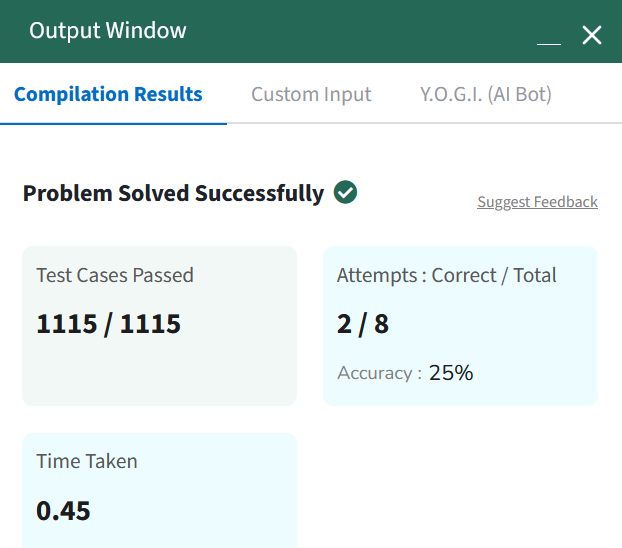 Output Window
Compilation Results Custom Input Y.O.G.I. (AI Bot)
Problem Solved Successfully
Suggest Feedback
Test Cases Passed
1115 / 1115
Attempts : Correct / Total
2 / 8
Accuracy : 25%
Time Taken
0.45